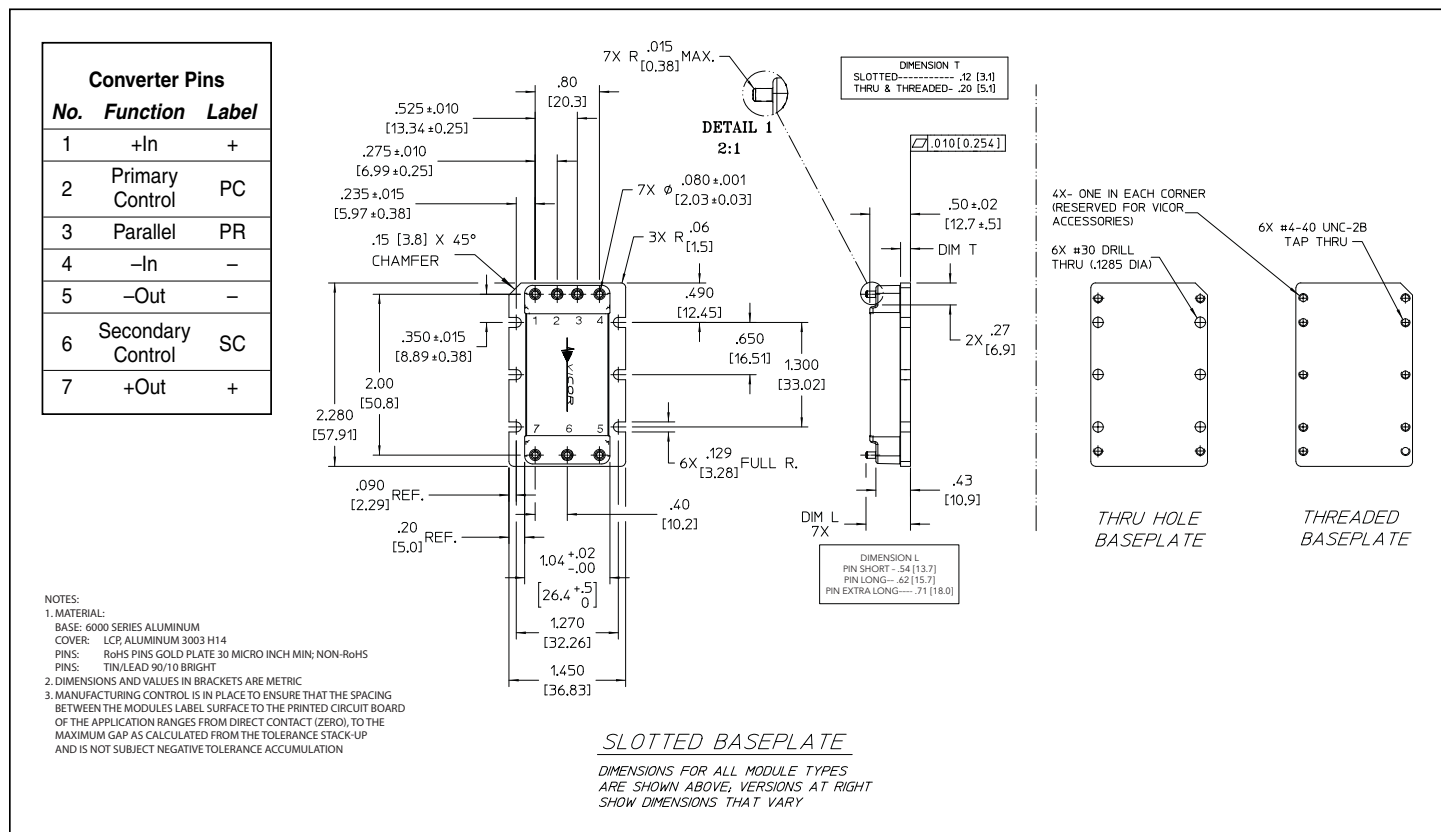 Converter Pins
No. Function Label
1 +In +
2 Primary Control PC
3 Parallel PR
4 –In –
5 –Out –
6 Secondary Control SC
7 +Out +
7X R .015 [0.38] MAX.
.80
[20.3]
.525 ±.010
[13.34 ±0.25]
.275 ±.010
[6.99 ±0.25]
.235 ±.015
[5.97 ±0.38]
.15 [3.8] X 45°
CHAMFER
DETAIL 1
2:1
7X Ø .080 ±.001
[2.03 ±0.03]
3X R .06
[1.5]
.490
[12.45]
.350 ±.015
[8.89 ±0.38]
.650
[16.51]
1.300
[33.02]
2.00
[50.8]
2.280
[57.91]
1 2 3 4
VICOR
7 6 5
6X .129 FULL R.
[3.28]
.090 REF.
[2.29]
.20 REF.
[5.0]
.40
[10.2]
1.04 +.02
-.00
[26.4 +.5
0]
1.270
[32.26]
1.450
[36.83]
DIMENSION T
SLOTTED----------- .12 [3.1]
THRU & THREADED- .20 [5.1]
.010[0.254]
.50 ±.02
[12.7 ±.5]
DIM T
2X .27
[6.9]
.43
[10.9]
DIM L
7X
DIMENSION L
PIN SHORT - .54 [13.7]
PIN LONG-- .62 [15.7]
PIN EXTRA LONG---- .71 [18.0]
4X- ONE IN EACH CORNER
(RESERVED FOR VICOR
ACCESSORIES)
6X #30 DRILL
THRU (.1285 DIA)
6X #4-40 UNC-2B
TAP THRU
THRU HOLE
BASEPLATE
THREADED
BASEPLATE
NOTES:
1. MATERIAL:
BASE: 6000 SERIES ALUMINUM
COVER: LCP, ALUMINUM 3003 H14
PINS: RoHS PINS GOLD PLATE 30 MICRO INCH MIN; NON-RoHS
PINS: TIN/LEAD 90/10 BRIGHT
2. DIMENSIONS AND VALUES IN BRACKETS ARE METRIC
3. MANUFACTURING CONTROL IS IN PLACE TO ENSURE THAT THE SPACING
BETWEEN THE MODULES LABEL SURFACE TO THE PRINTED CIRCUIT BOARD
OF THE APPLICATION RANGES FROM DIRECT CONTACT (ZERO), TO THE
MAXIMUM GAP AS CALCULATED FROM THE TOLERANCE STACK-UP
AND IS NOT SUBJECT NEGATIVE TOLERANCE ACCUMULATION
SLOTTED BASEPLATE
DIMENSIONS FOR ALL MODULE TYPES
ARE SHOWN ABOVE; VERSIONS AT RIGHT
SHOW DIMENSIONS THAT VARY